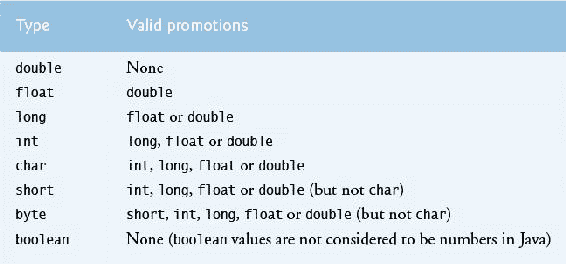 Type Valid promotions
double None
float double
long float or double
int long, float or double
char int, long, float or double
short int, long, float or double (but not char)
byte short, int, long, float or double (but not char)
boolean None (boolean values are not considered to be numbers in Java)